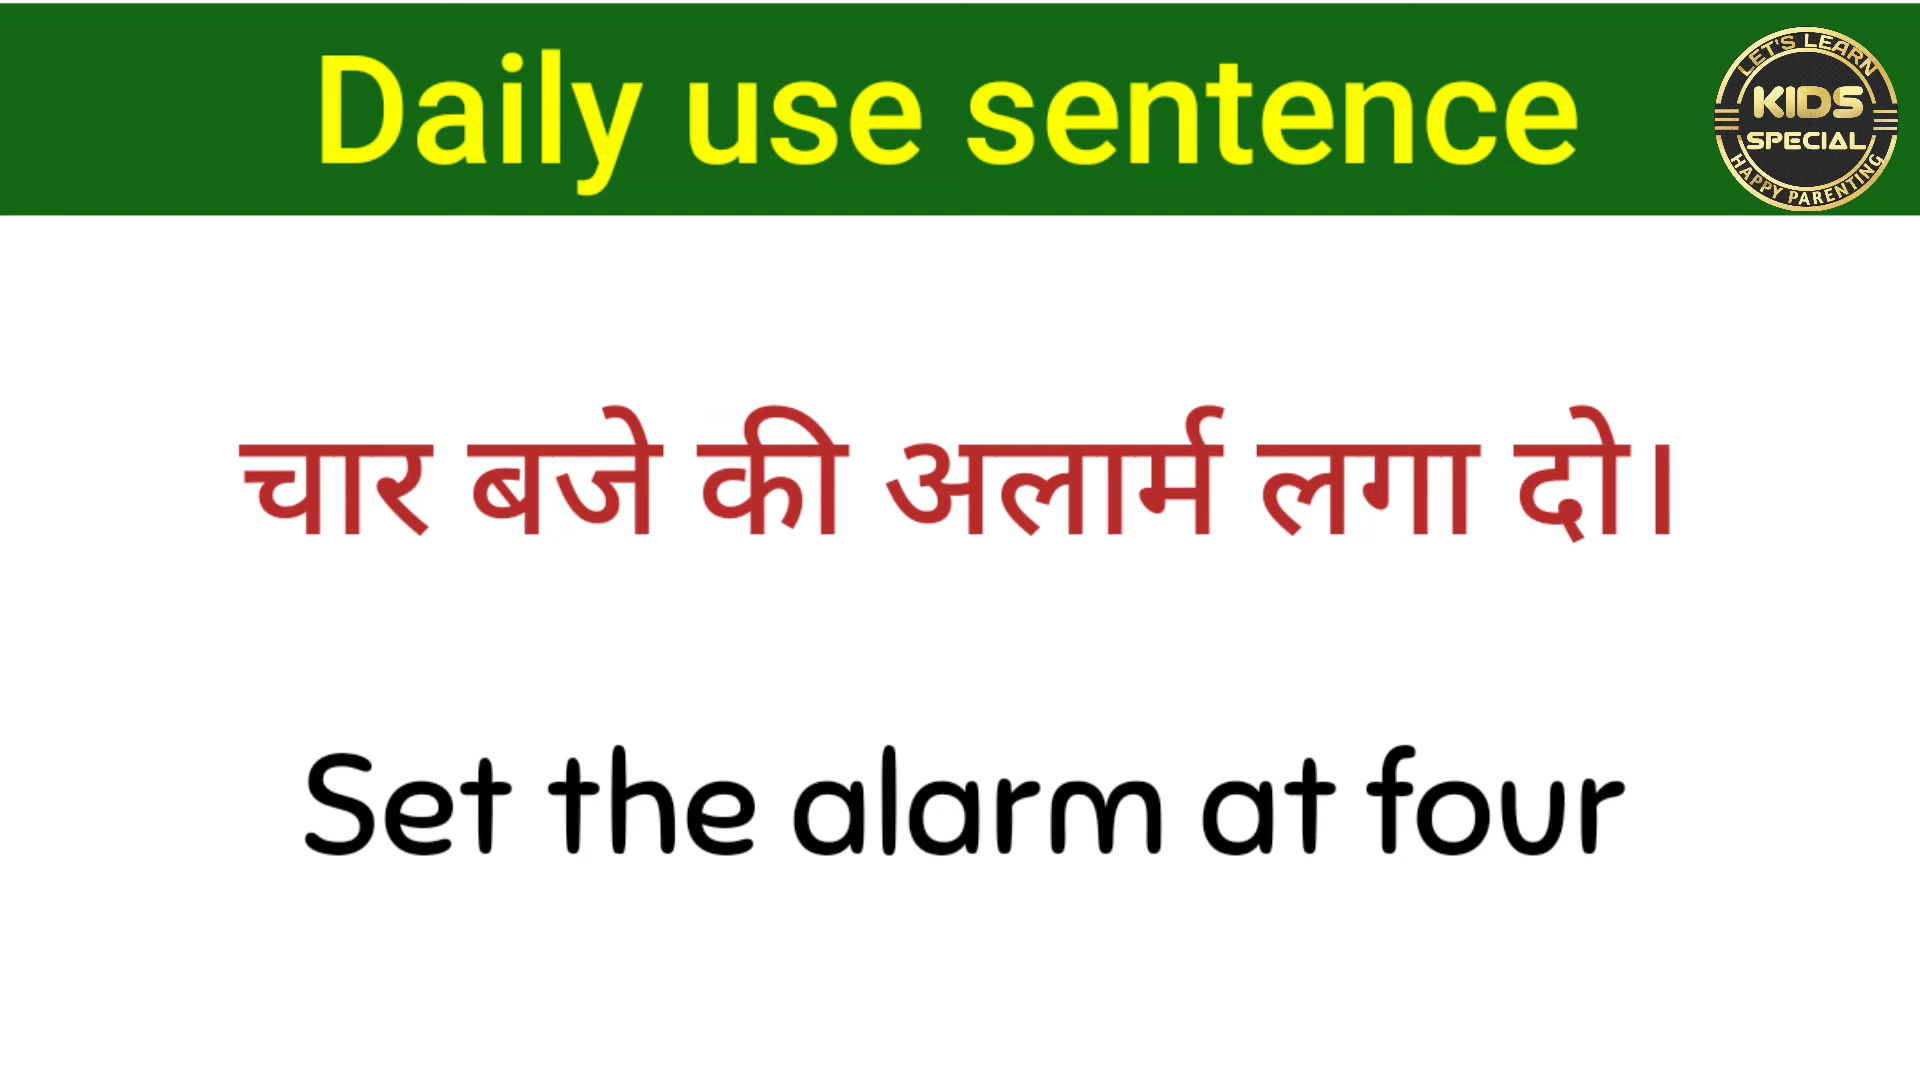 Daily use sentence
LET'S LEARN
KIDS
SPECIAL
HAPPY PARENTING
चार बजे की अलार्म लगा दो।
Set the alarm at four